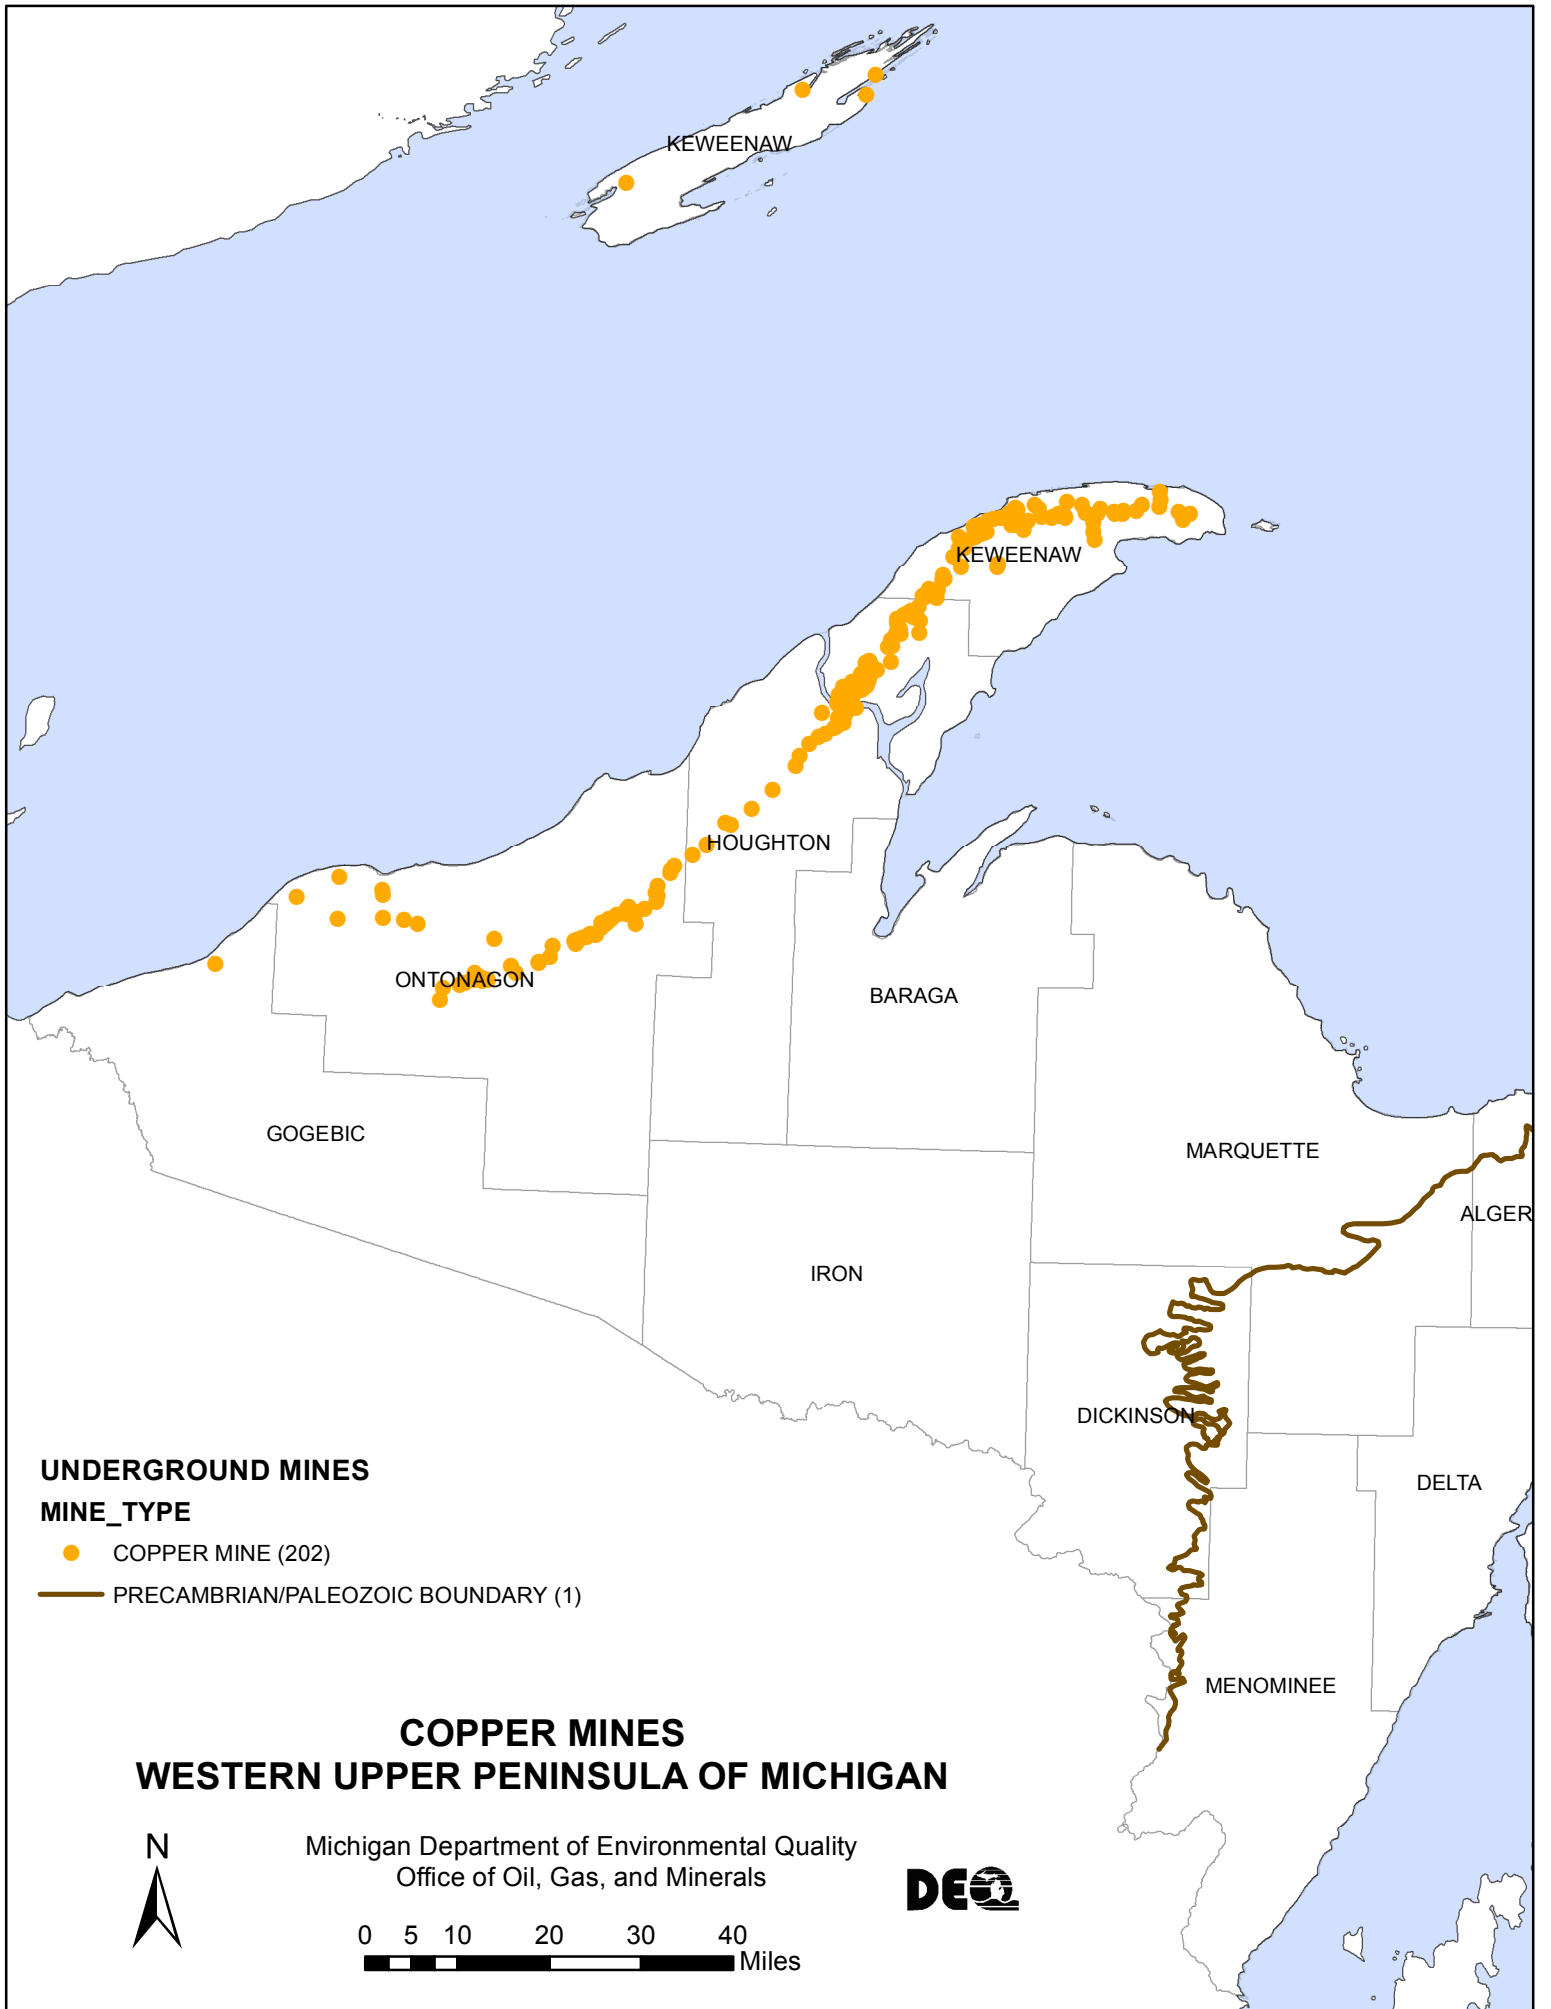 KEWEENAW
KEWEENAW
HOUGHTON
ONTONAGON
BARAGA
GOGEBIC
MARQUETTE
ALGER
IRON
DICKINSON
DELTA
MENOMINEE
UNDERGROUND MINES
MINE_TYPE
COPPER MINE (202)
PRECAMBRIAN/PALEOZOIC BOUNDARY (1)
COPPER MINES
WESTERN UPPER PENINSULA OF MICHIGAN
N
Michigan Department of Environmental Quality
Office of Oil, Gas, and Minerals
DEQ
0 5 10 20 30 40
Miles